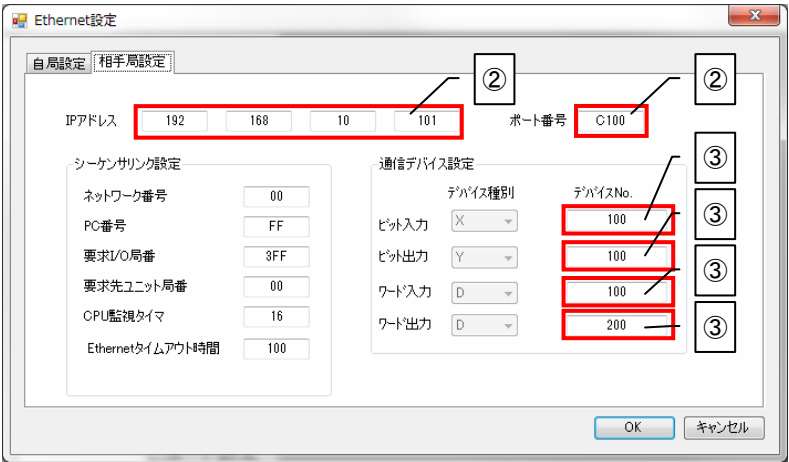 Ethernet設定
自局設定 相手局設定
② ②
IPアドレス 192 168 10 101 ポート番号 C100
シーケンサリンク設定
ネットワーク番号 00
PC番号 FF
要求I/O局番 3FF
要求先ユニット局番 00
CPU監視タイマ 16
Ethernetタイムアウト時間 100
通信デバイス設定
ﾃﾞﾊﾞｲｽ種別 ﾃﾞﾊﾞｲｽNo.
ﾋﾞｯﾄ入力 X 100 ③
ﾋﾞｯﾄ出力 Y 100 ③
ﾜｰﾄﾞ入力 D 100 ③
ﾜｰﾄﾞ出力 D 200 ③
OK キャンセル